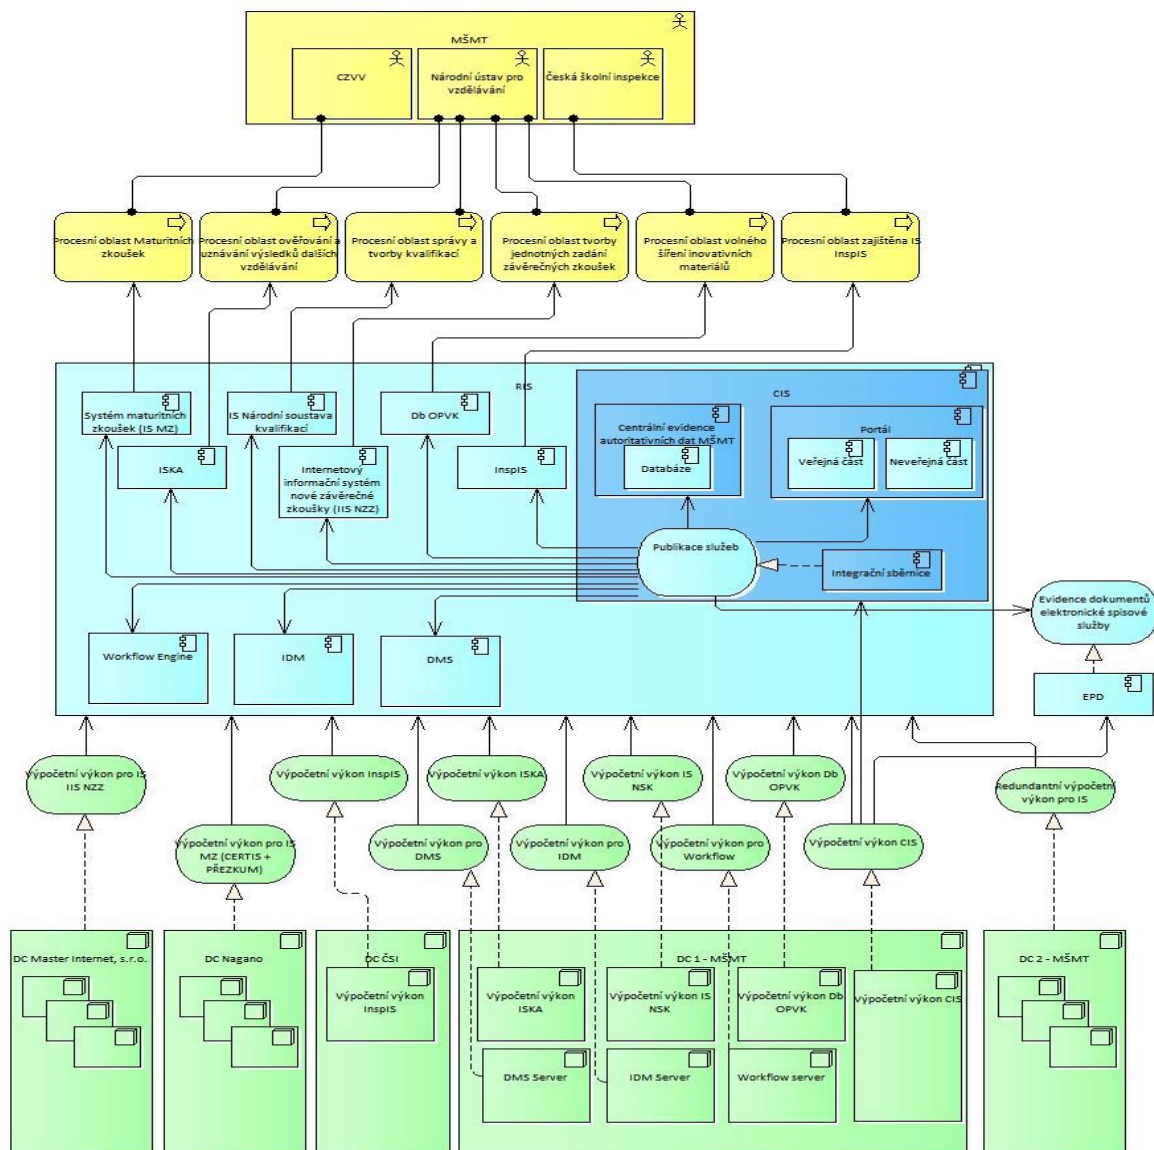 MŠMT
CZVV
Národní ústav pro
vzdělávání
Česká školní inspekce
Procesní oblast Maturitních
zkoušek
Procesní oblast ověřování a
uznávání výsledků dalších
vzdělávání
Procesní oblast správy a
tvorby kvalifikací
Procesní oblast tvorby
jednotných zadání
závěrečných zkoušek
Procesní oblast volného
šíření inovativních
materiálů
Procesní oblast zajištěna IS
InspIS
RIS
CIS
Systém maturitních
zkoušek (IS MZ)
IS Národní soustava
kvalifikací
Db OPVK
Centrální evidence
autoritativních dat MŠMT
Databáze
Portál
Veřejná část
Neveřejná část
ISKA
Internetový
informační systém
nové závěrečné
zkoušky (IIS NZZ)
InspIS
Publikace služeb
Integrační sběrnice
Evidence dokumentů
elektronické spisové
služby
Workflow Engine
IDM
DMS
EPD
Výpočetní výkon pro IS
IIS NZZ
Výpočetní výkon InspIS
Výpočetní výkon ISKA
Výpočetní výkon IS
NSK
Výpočetní výkon Db
OPVK
Redundantní výpočetní
výkon pro IS
Výpočetní výkon pro IS
MZ (CERTIS +
PŘEZKUM)
Výpočetní výkon pro
DMS
Výpočetní výkon pro
IDM
Výpočetní výkon pro
Workflow
Výpočetní výkon CIS
DC Master Internet, s.r.o.
DC Nagano
DC ČSI
DC 1 - MŠMT
DC 2 - MŠMT
Výpočetní výkon
InspIS
Výpočetní výkon
ISKA
Výpočetní výkon IS
NSK
Výpočetní výkon Db
OPVK
Výpočetní výkon CIS
DMS Server
IDM Server
Workflow server